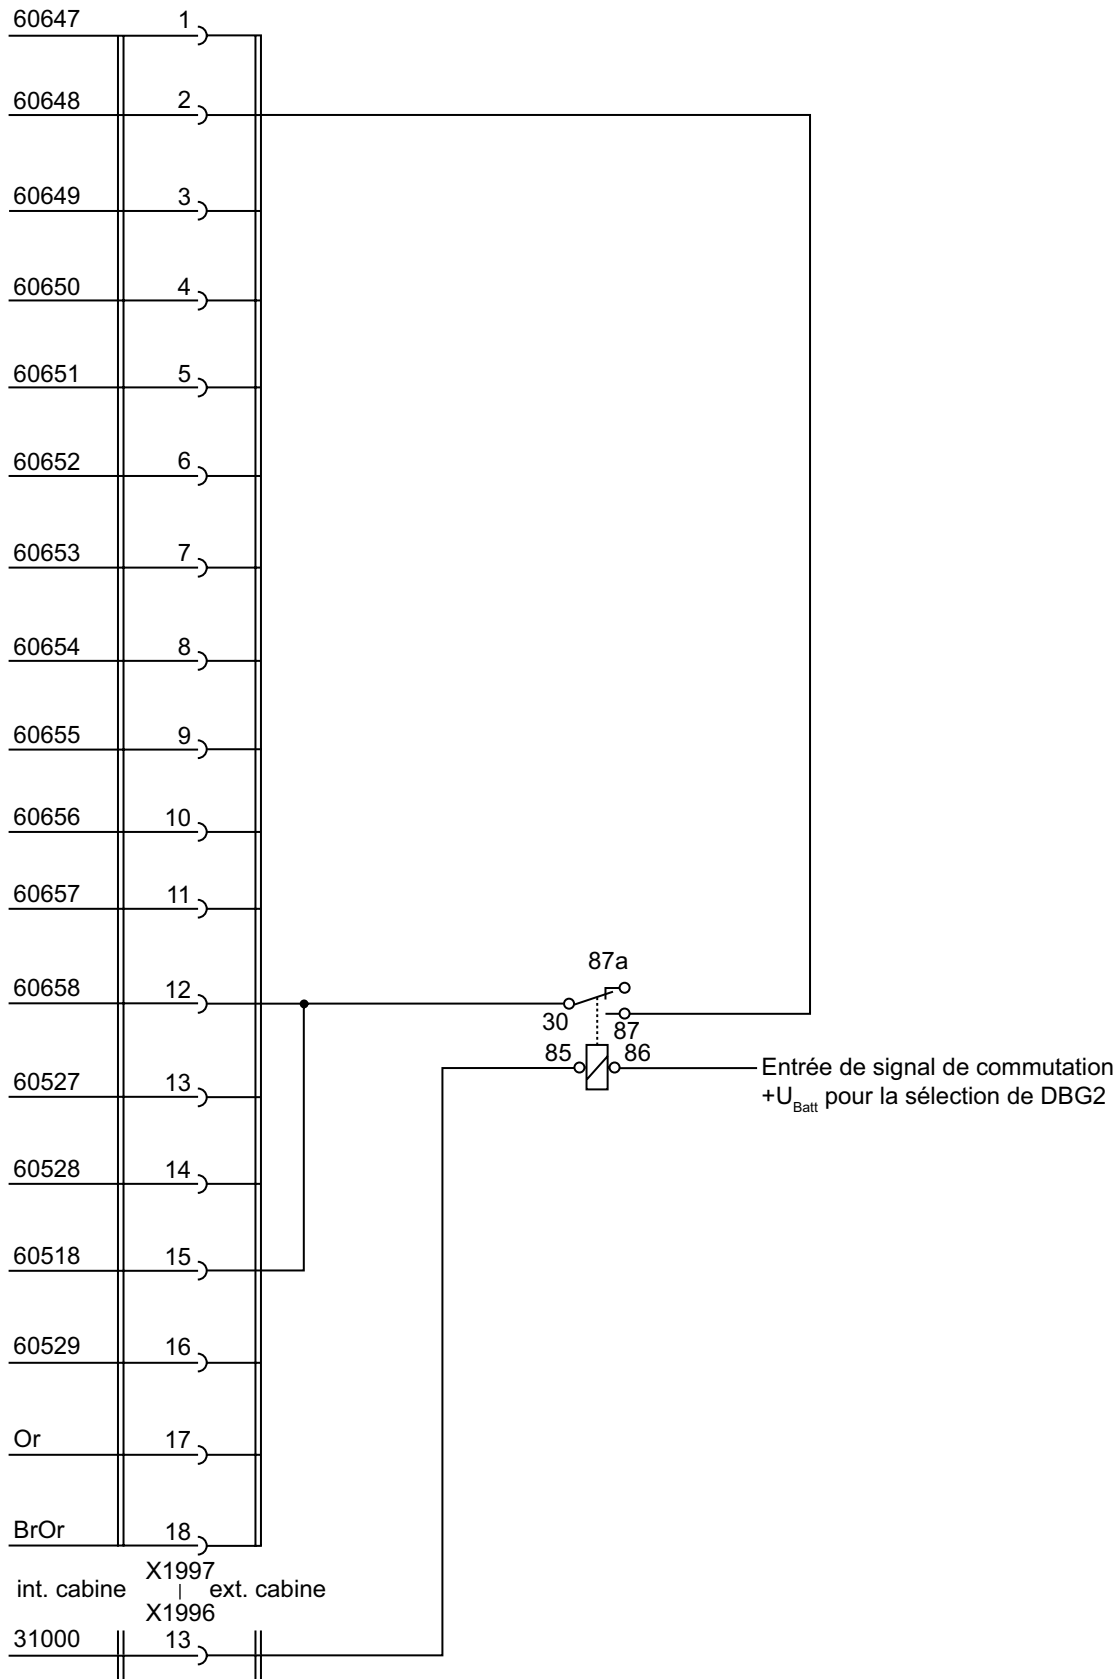 60647 1
60648 2
60649 3
60650 4
60651 5
60652 6
60653 7
60654 8
60655 9
60656 10
60657 11
87a
60658 12
30 87
85 86
Entrée de signal de commutation
+UBatt pour la sélection de DBG2
60527 13
60528 14
60518 15
60529 16
Or 17
BrOr 18
X1997
int. cabine | ext. cabine
X1996
31000 13